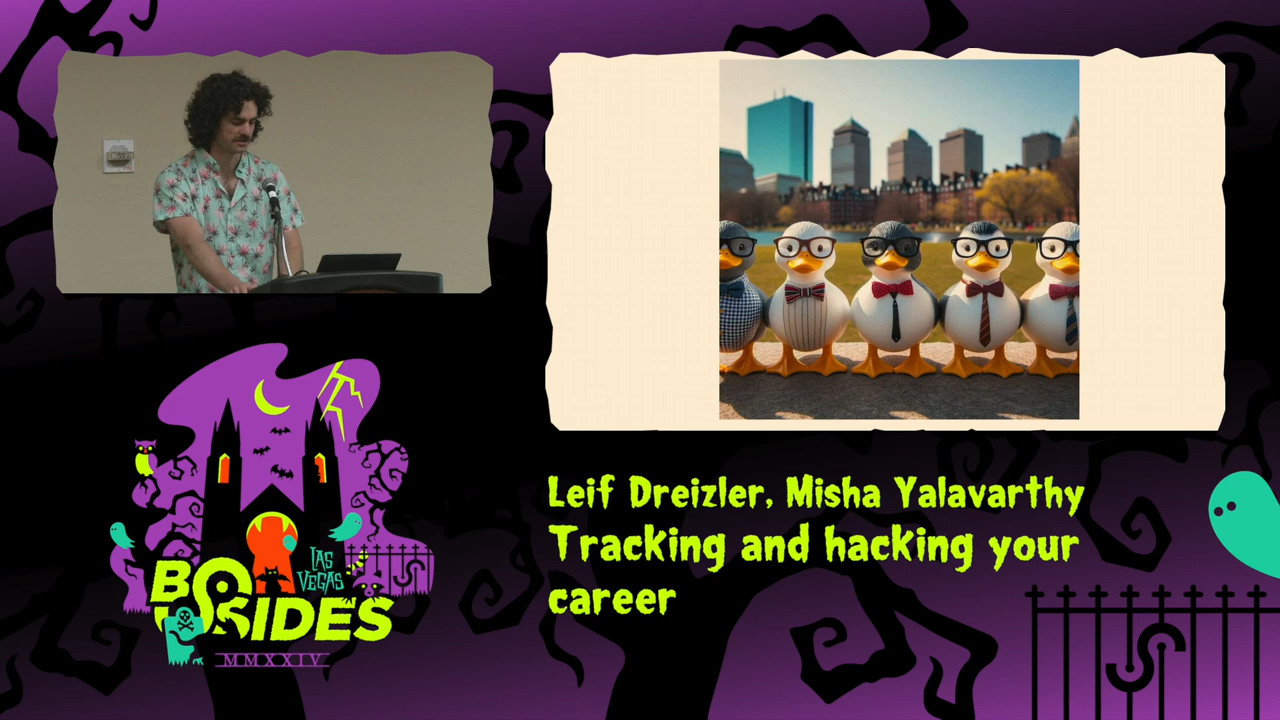 Leif Dreizler, Misha Yalavarthy
Tracking and hacking your
career
LAS
VEGAS
BSIDES
MMXXIV